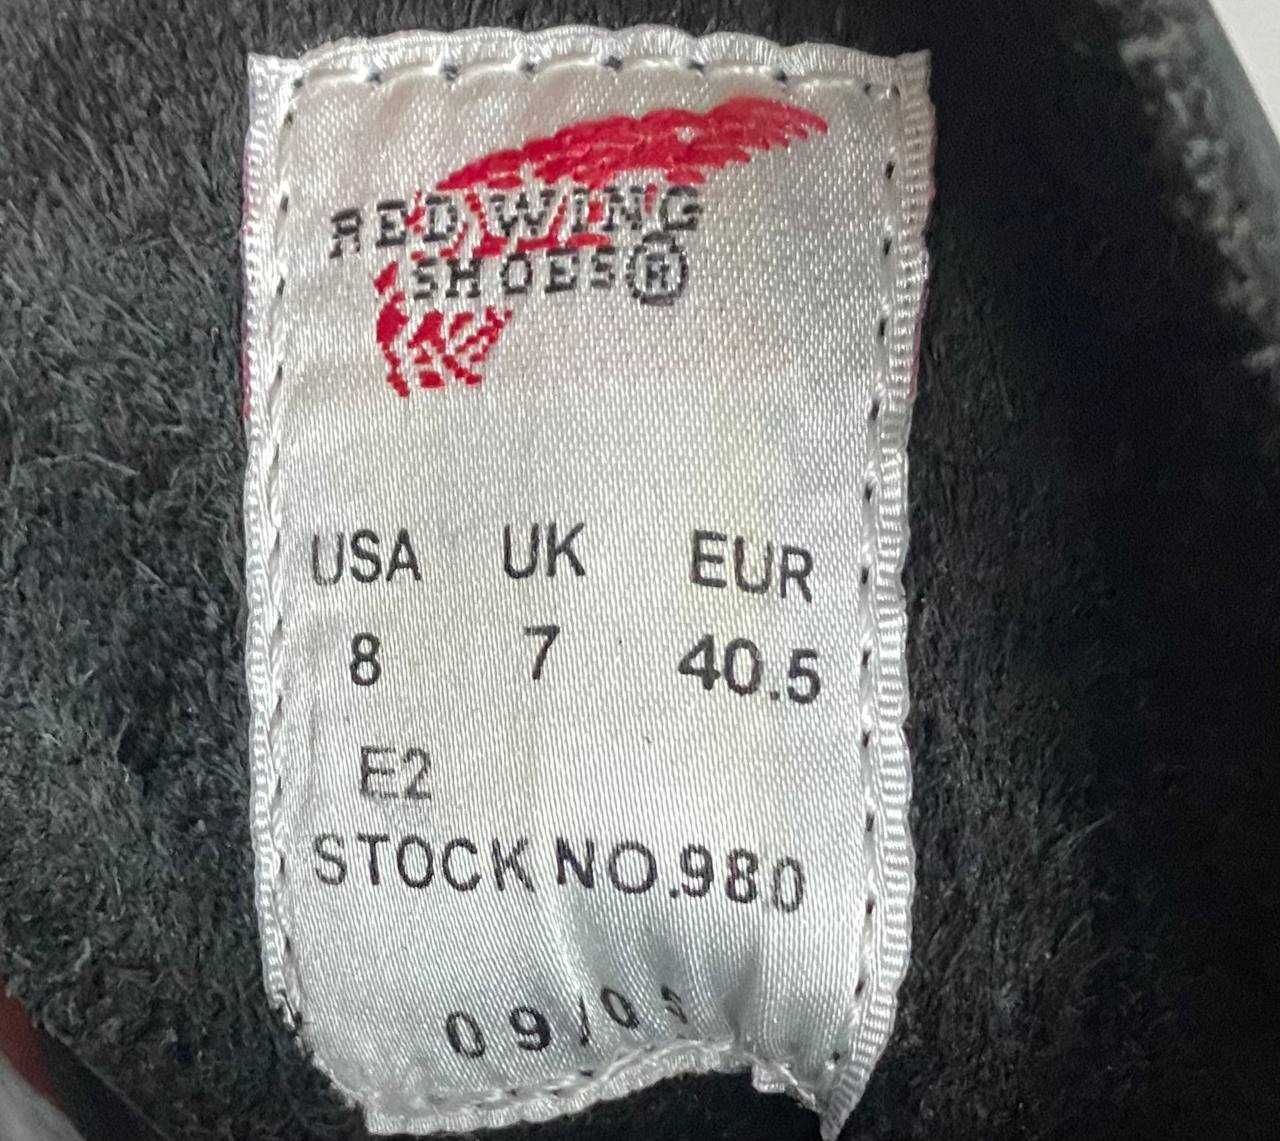 RED WING
SHOES®
USA UK EUR
8 7 40.5
E2
STOCK NO.980